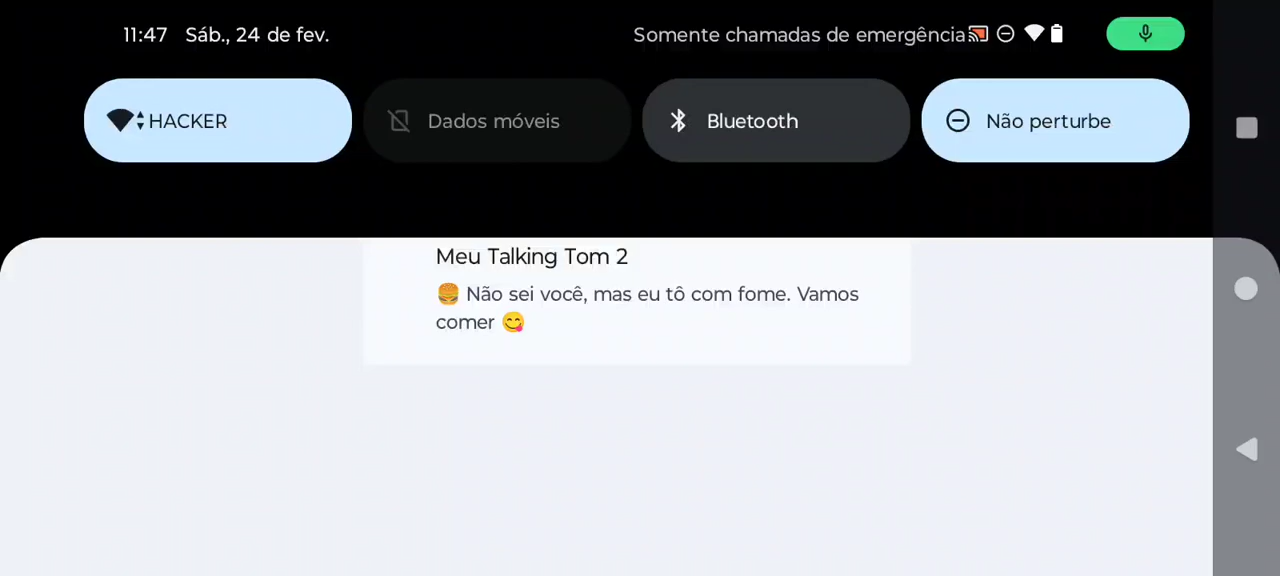 11:47 Sáb., 24 de fev. Somente chamadas de emergência
HACKER Dados móveis Bluetooth Não perturbe
Meu Talking Tom 2
🍔 Não sei você, mas eu tô com fome. Vamos
comer 😋